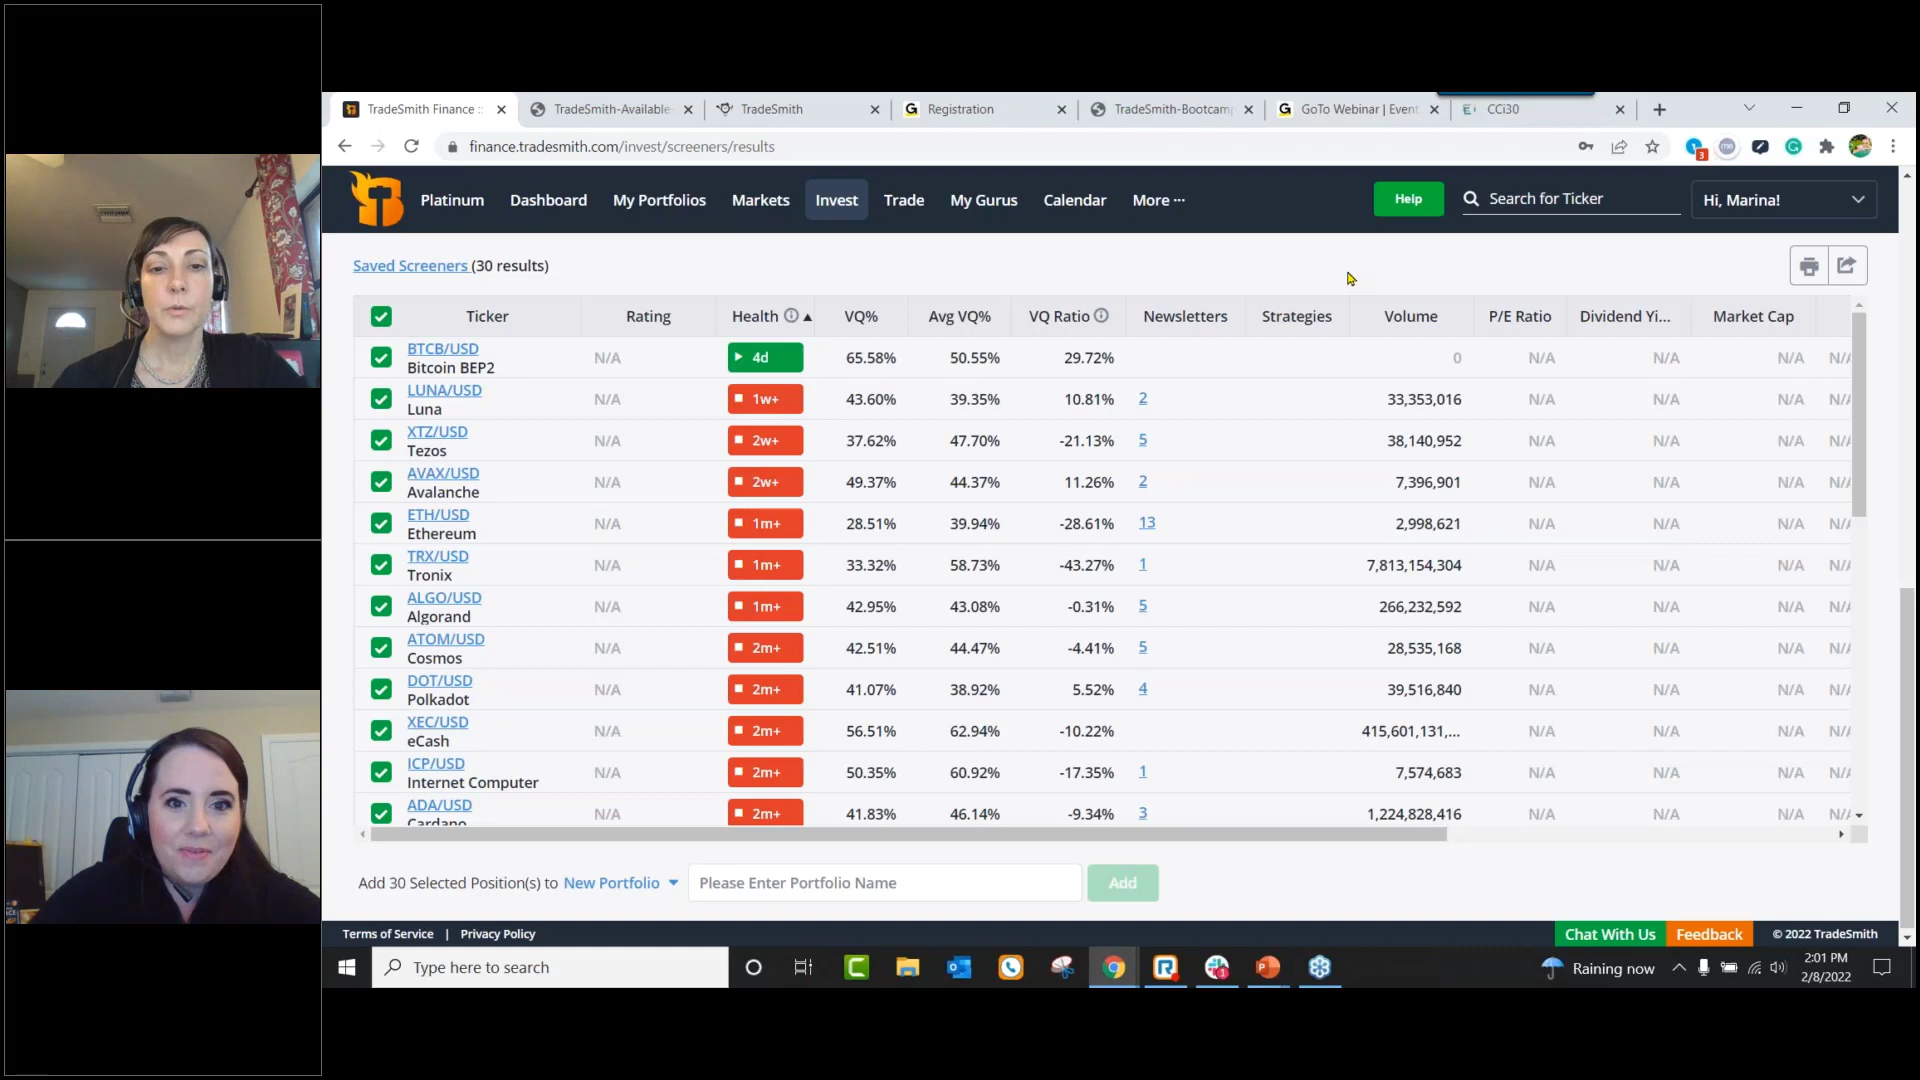 TradeSmith Finance ::
TradeSmith-Available
TradeSmith
Registration
TradeSmith-Bootcamp
GoTo Webinar | Event
CCi30
finance.tradesmith.com/invest/screeners/results
3
Platinum
Dashboard
My Portfolios
Markets
Invest
Trade
My Gurus
Calendar
More ···
Help
Search for Ticker
Hi, Marina!
Saved Screeners (30 results)
Ticker Rating Health VQ% Avg VQ% VQ Ratio Newsletters Strategies Volume P/E Ratio Dividend Yi... Market Cap
BTCB/USD
Bitcoin BEP2
N/A 4d 65.58% 50.55% 29.72% 0 N/A N/A N/A N/A
LUNA/USD
Luna
N/A 1w+ 43.60% 39.35% 10.81% 2 33,353,016 N/A N/A N/A N/A
XTZ/USD
Tezos
N/A 2w+ 37.62% 47.70% -21.13% 5 38,140,952 N/A N/A N/A N/A
AVAX/USD
Avalanche
N/A 2w+ 49.37% 44.37% 11.26% 2 7,396,901 N/A N/A N/A N/A
ETH/USD
Ethereum
N/A 1m+ 28.51% 39.94% -28.61% 13 2,998,621 N/A N/A N/A N/A
TRX/USD
Tronix
N/A 1m+ 33.32% 58.73% -43.27% 1 7,813,154,304 N/A N/A N/A N/A
ALGO/USD
Algorand
N/A 1m+ 42.95% 43.08% -0.31% 5 266,232,592 N/A N/A N/A N/A
ATOM/USD
Cosmos
N/A 2m+ 42.51% 44.47% -4.41% 5 28,535,168 N/A N/A N/A N/A
DOT/USD
Polkadot
N/A 2m+ 41.07% 38.92% 5.52% 4 39,516,840 N/A N/A N/A N/A
XEC/USD
eCash
N/A 2m+ 56.51% 62.94% -10.22% 415,601,131,... N/A N/A N/A N/A
ICP/USD
Internet Computer
N/A 2m+ 50.35% 60.92% -17.35% 1 7,574,683 N/A N/A N/A N/A
ADA/USD
Cardano
N/A 2m+ 41.83% 46.14% -9.34% 3 1,224,828,416 N/A N/A N/A N/A
Add 30 Selected Position(s) to New Portfolio
Please Enter Portfolio Name
Add
Terms of Service | Privacy Policy
Chat With Us
Feedback
© 2022 TradeSmith
Type here to search
Raining now
2:01 PM
2/8/2022